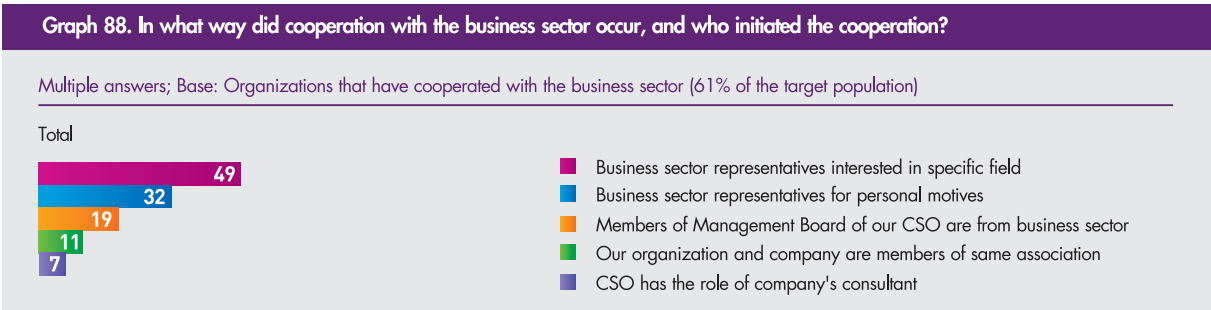 Graph 88. In what way did cooperation with the business sector occur, and who initiated the cooperation?
Multiple answers; Base: Organizations that have cooperated with the business sector (61% of the target population)
Total
49
32
19
11
7
Business sector representatives interested in specific field
Business sector representatives for personal motives
Members of Management Board of our CSO are from business sector
Our organization and company are members of same association
CSO has the role of company's consultant